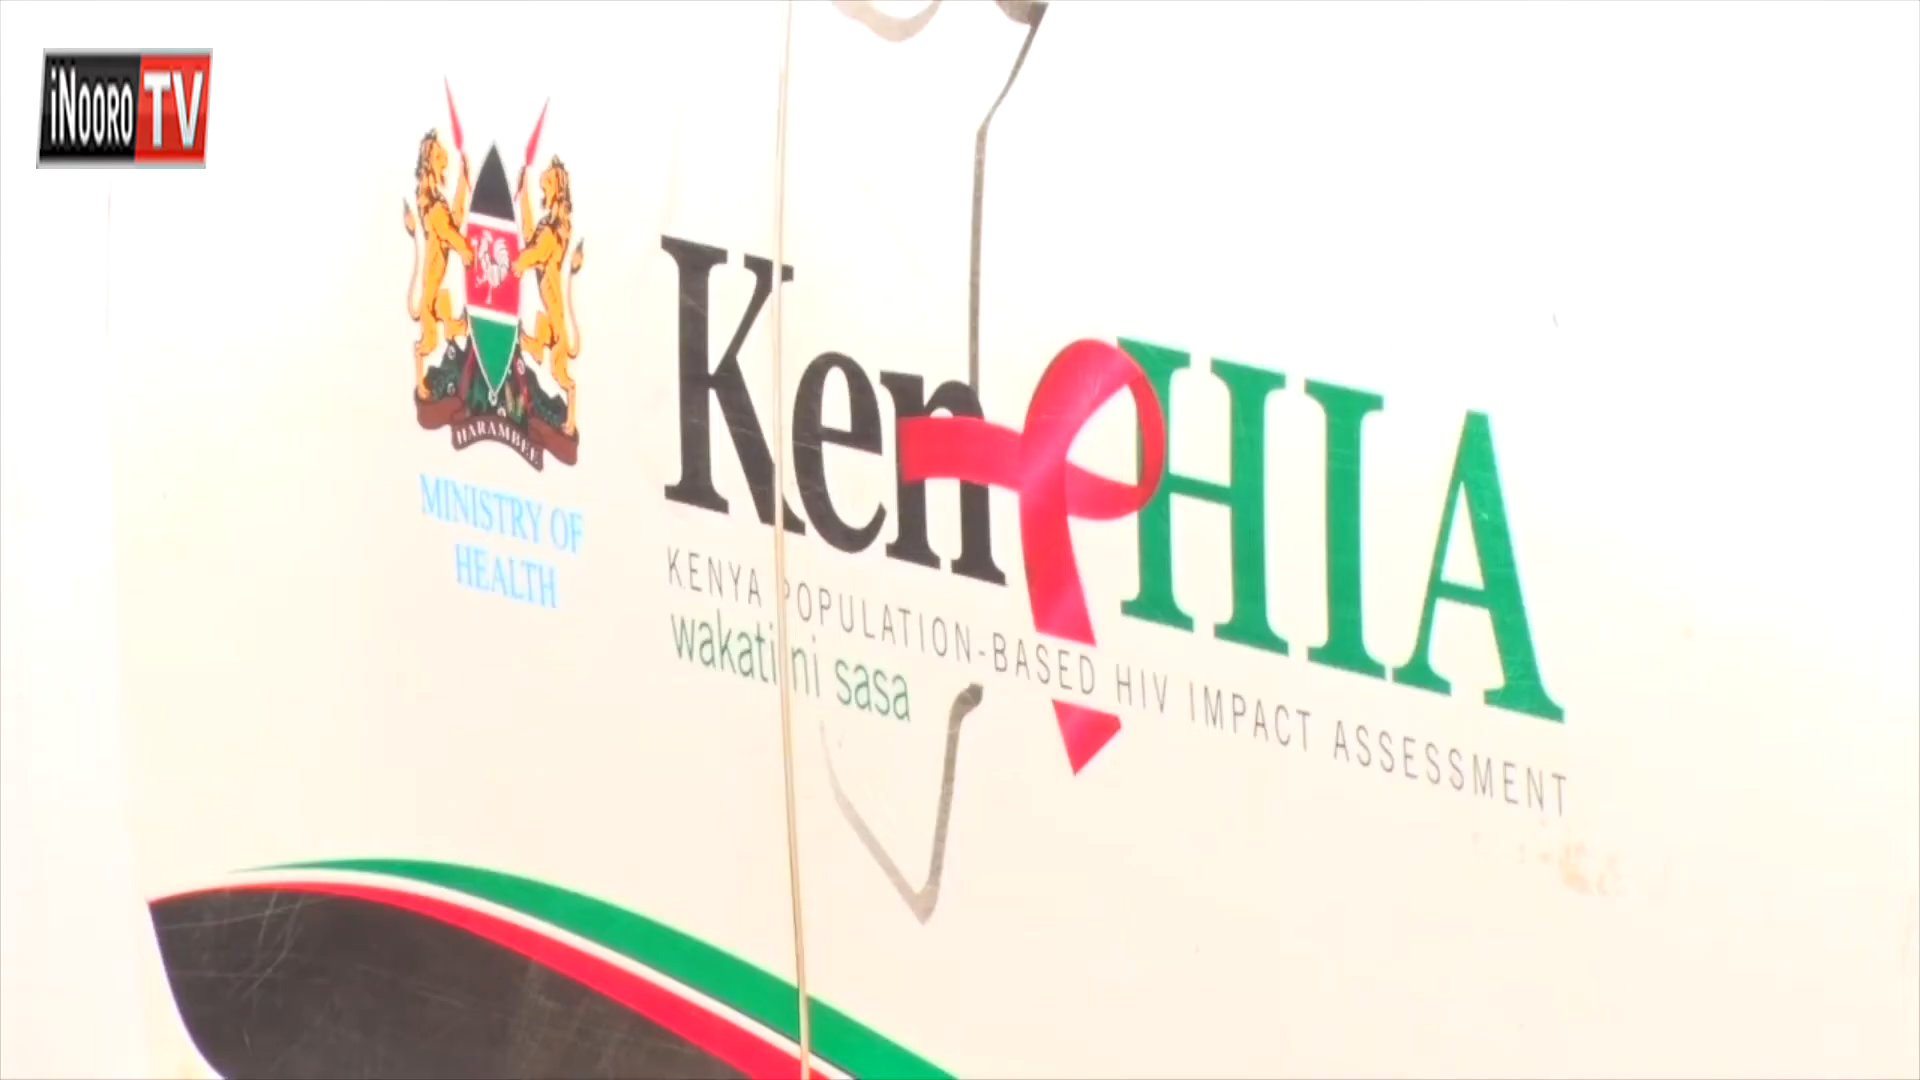 iNOORO TV
HARAMBEE
MINISTRY OF
HEALTH
KenPHIA
KENYA POPULATION-BASED HIV IMPACT ASSESSMENT
wakati ni sasa